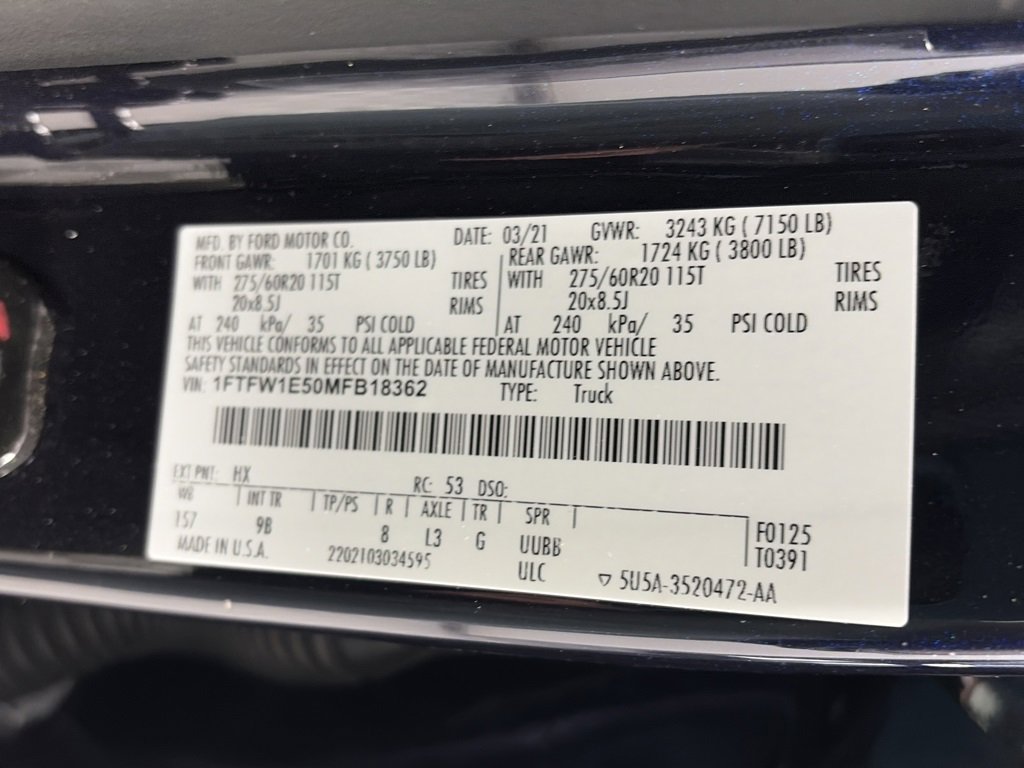 MFD. BY FORD MOTOR CO. DATE: 03/21 GVWR: 3243 KG ( 7150 LB)
FRONT GAWR: 1701 KG ( 3750 LB) REAR GAWR: 1724 KG ( 3800 LB)
WITH 275/60R20 115T TIRES WITH 275/60R20 115T TIRES
20x8.5J RIMS 20x8.5J RIMS
AT 240 kPa/ 35 PSI COLD AT 240 kPa/ 35 PSI COLD
THIS VEHICLE CONFORMS TO ALL APPLICABLE FEDERAL MOTOR VEHICLE
SAFETY STANDARDS IN EFFECT ON THE DATE OF MANUFACTURE SHOWN ABOVE.
VIN: 1FTFW1E50MFB18362 TYPE: Truck
EXT PNT: HX RC: 53 DSO:
WB INT TR TP/PS R AXLE TR SPR
157 9B 8 L3 G UUBB F0125
MADE IN U.S.A. 2202103034595 ULC T0391
▽ 5U5A-3520472-AA